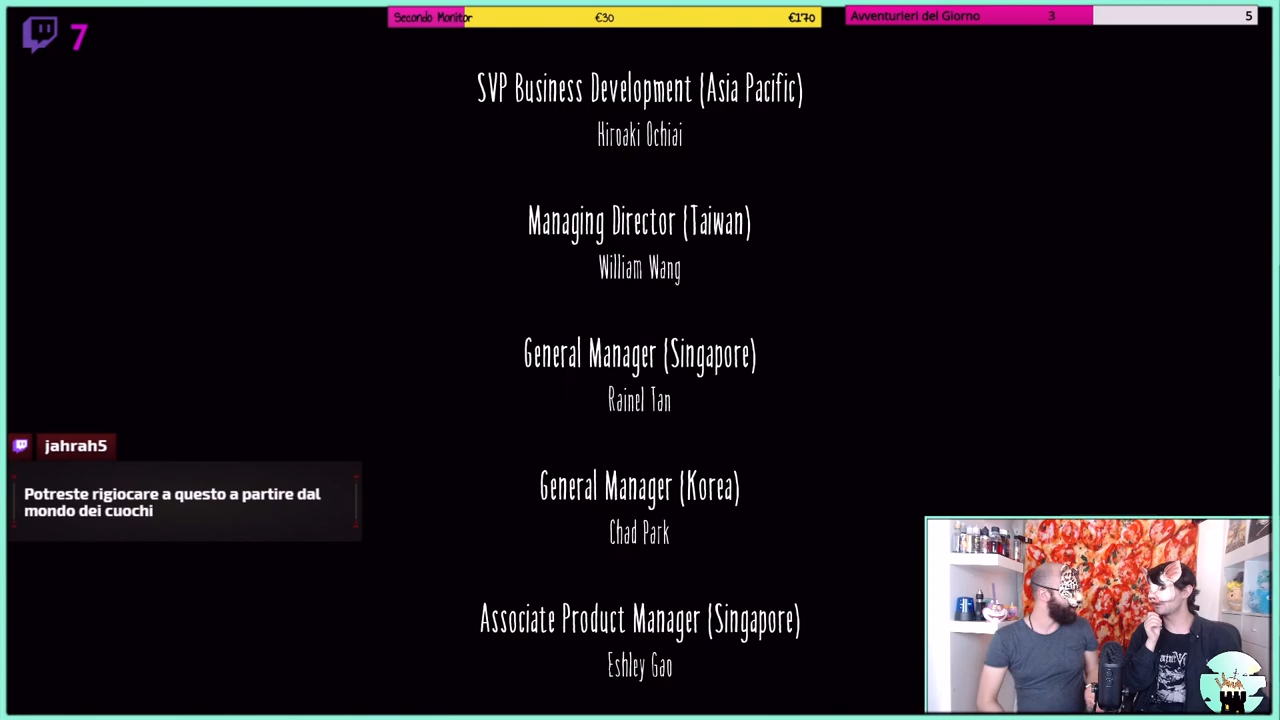 7
Secondo Monitor €30 €170
Avventurieri del Giorno 3 5
SVP Business Development (Asia Pacific)
Hiroaki Ochiai
Managing Director (Taiwan)
William Wang
General Manager (Singapore)
Rainel Tan
General Manager (Korea)
Chad Park
Associate Product Manager (Singapore)
Eshley Gao
jahrah5
Potreste rigiocare a questo a partire dal
mondo dei cuochi